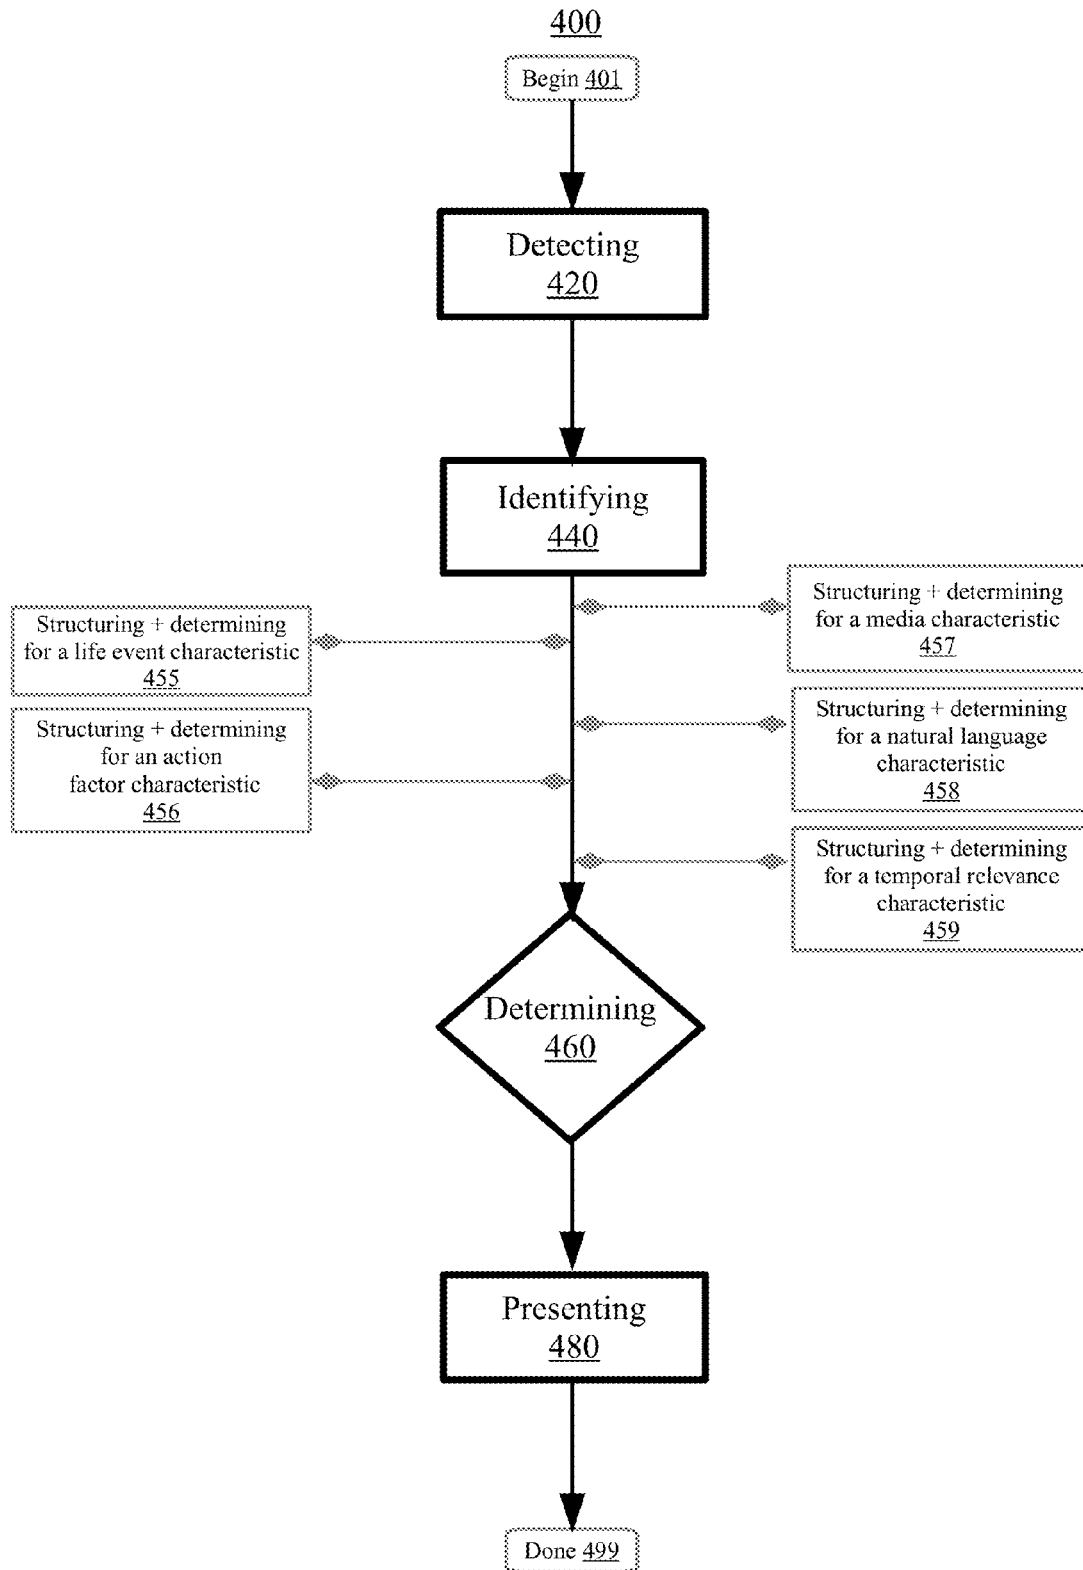 400
Begin 401
Detecting
420
Identifying
440
Structuring + determining
for a life event characteristic
455
Structuring + determining
for an action
factor characteristic
456
Structuring + determining
for a media characteristic
457
Structuring + determining
for a natural language
characteristic
458
Structuring + determining
for a temporal relevance
characteristic
459
Determining
460
Presenting
480
Done 499